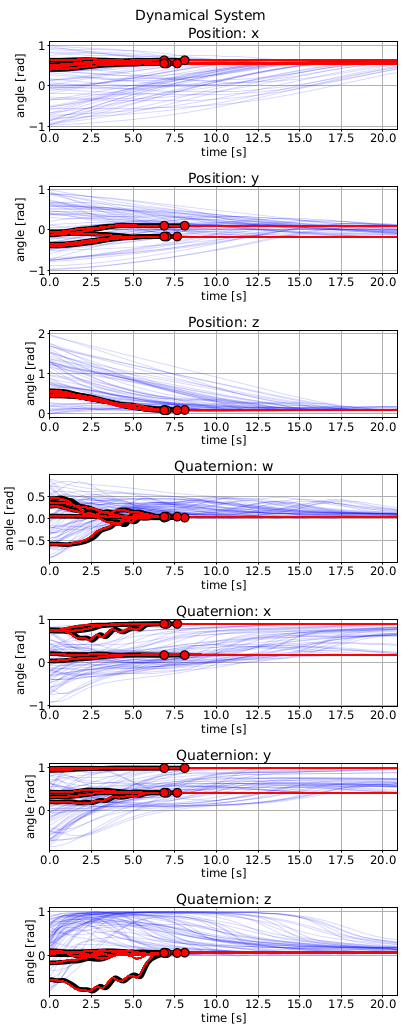 Dynamical System
Position: x
1
0
−1
angle [rad]
0.0 2.5 5.0 7.5 10.0 12.5 15.0 17.5 20.0
time [s]
Position: y
1
0
−1
angle [rad]
0.0 2.5 5.0 7.5 10.0 12.5 15.0 17.5 20.0
time [s]
Position: z
2
1
0
angle [rad]
0.0 2.5 5.0 7.5 10.0 12.5 15.0 17.5 20.0
time [s]
Quaternion: w
0.5
0.0
−0.5
angle [rad]
0.0 2.5 5.0 7.5 10.0 12.5 15.0 17.5 20.0
time [s]
Quaternion: x
1
0
−1
angle [rad]
0.0 2.5 5.0 7.5 10.0 12.5 15.0 17.5 20.0
time [s]
Quaternion: y
1
0
angle [rad]
0.0 2.5 5.0 7.5 10.0 12.5 15.0 17.5 20.0
time [s]
Quaternion: z
1
0
angle [rad]
0.0 2.5 5.0 7.5 10.0 12.5 15.0 17.5 20.0
time [s]